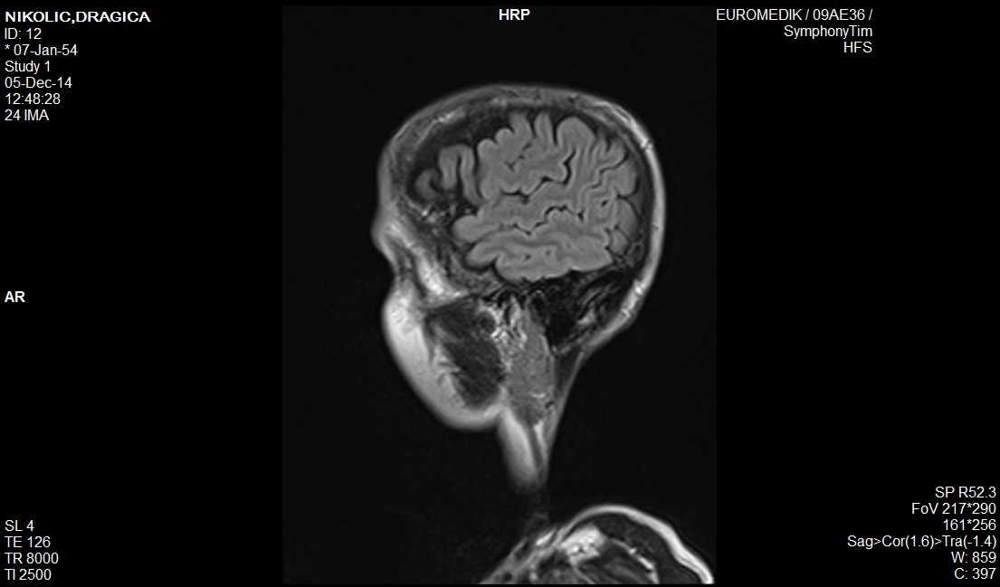 NIKOLIC,DRAGICA
ID: 12
* 07-Jan-54
Study 1
05-Dec-14
12:48:28
24 IMA
HRP
EUROMEDIK / 09AE36 /
SymphonyTim
HFS
AR
SL 4
TE 126
TR 8000
TI 2500
SP R52.3
FoV 217*290
161*256
Sag>Cor(1.6)>Tra(-1.4)
W: 859
C: 397